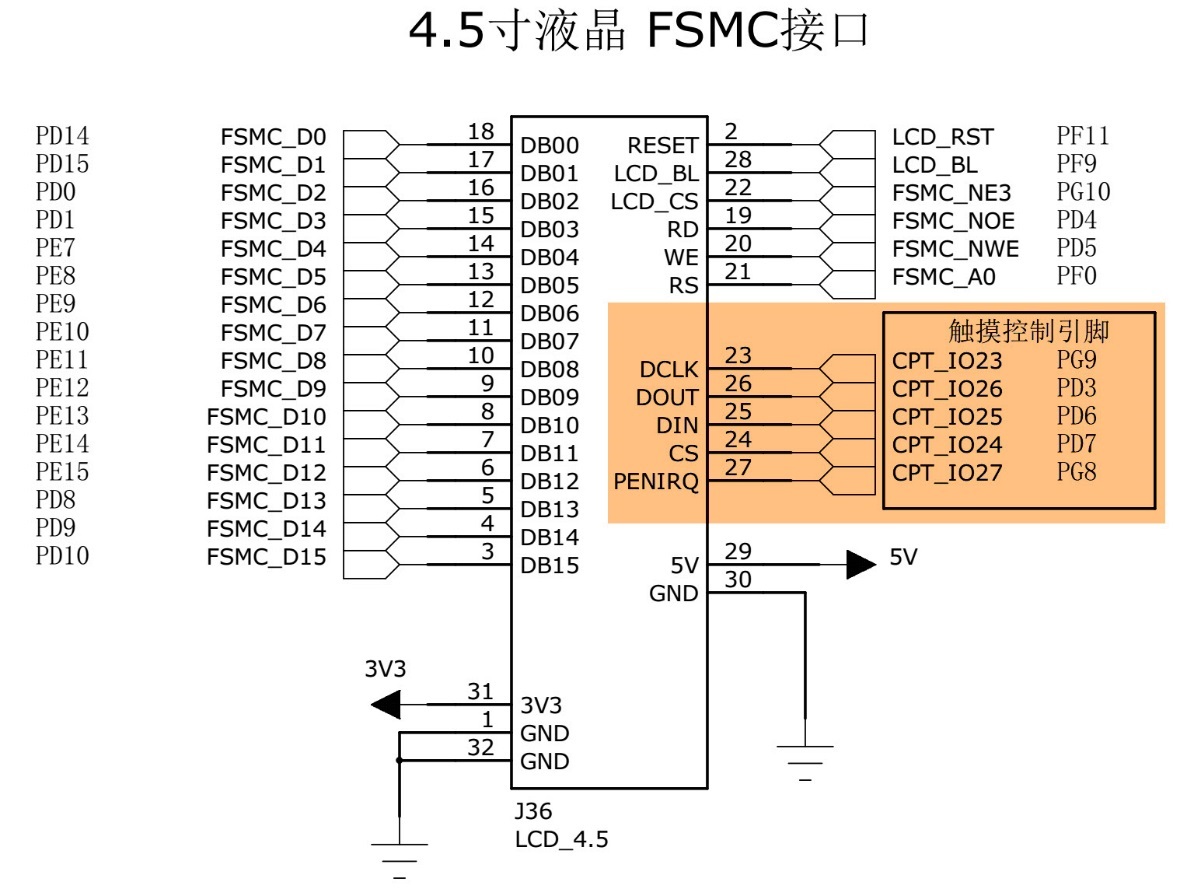 4.5寸液晶 FSMC接口
PD14 FSMC_D0 18 DB00 RESET 2 LCD_RST PF11
PD15 FSMC_D1 17 DB01 LCD_BL 28 LCD_BL PF9
PD0 FSMC_D2 16 DB02 LCD_CS 22 FSMC_NE3 PG10
PD1 FSMC_D3 15 DB03 RD 19 FSMC_NOE PD4
PE7 FSMC_D4 14 DB04 WE 20 FSMC_NWE PD5
PE8 FSMC_D5 13 DB05 RS 21 FSMC_A0 PF0
PE9 FSMC_D6 12 DB06
PE10 FSMC_D7 11 DB07 触摸控制引脚
PE11 FSMC_D8 10 DB08 DCLK 23 CPT_IO23 PG9
PE12 FSMC_D9 9 DB09 DOUT 26 CPT_IO26 PD3
PE13 FSMC_D10 8 DB10 DIN 25 CPT_IO25 PD6
PE14 FSMC_D11 7 DB11 CS 24 CPT_IO24 PD7
PE15 FSMC_D12 6 DB12 PENIRQ 27 CPT_IO27 PG8
PD8 FSMC_D13 5 DB13
PD9 FSMC_D14 4 DB14
PD10 FSMC_D15 3 DB15 5V 29 5V
GND 30
3V3 31 3V3
1 GND
32 GND
J36
LCD_4.5